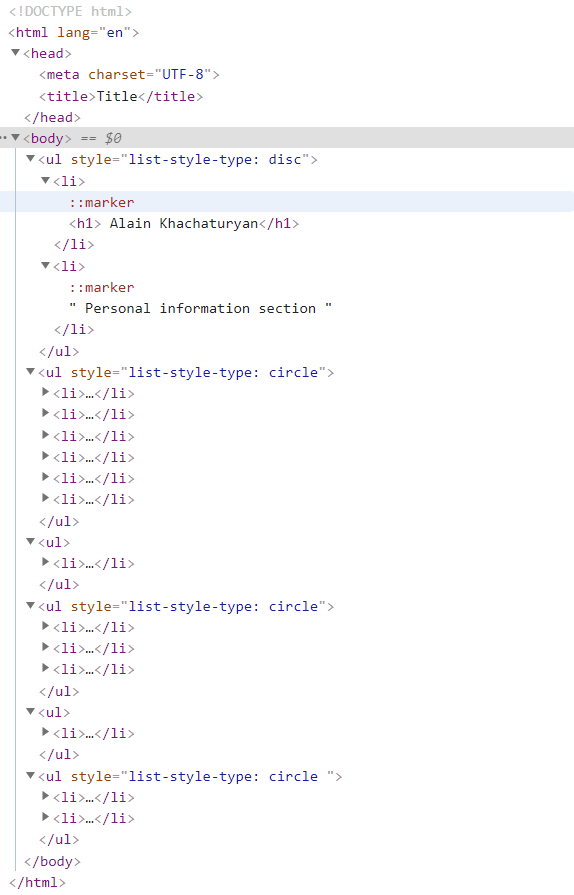 <!DOCTYPE html>
<html lang="en">
<head>
<meta charset="UTF-8">
<title>Title</title>
</head>
<body> == $0
<ul style="list-style-type: disc">
<li>
::marker
<h1> Alain Khachaturyan</h1>
</li>
<li>
::marker
" Personal information section "
</li>
</ul>
<ul style="list-style-type: circle">
<li>…</li>
<li>…</li>
<li>…</li>
<li>…</li>
<li>…</li>
<li>…</li>
</ul>
<ul>
<li>…</li>
</ul>
<ul style="list-style-type: circle">
<li>…</li>
<li>…</li>
<li>…</li>
</ul>
<ul>
<li>…</li>
</ul>
<ul style="list-style-type: circle ">
<li>…</li>
<li>…</li>
</ul>
</body>
</html>